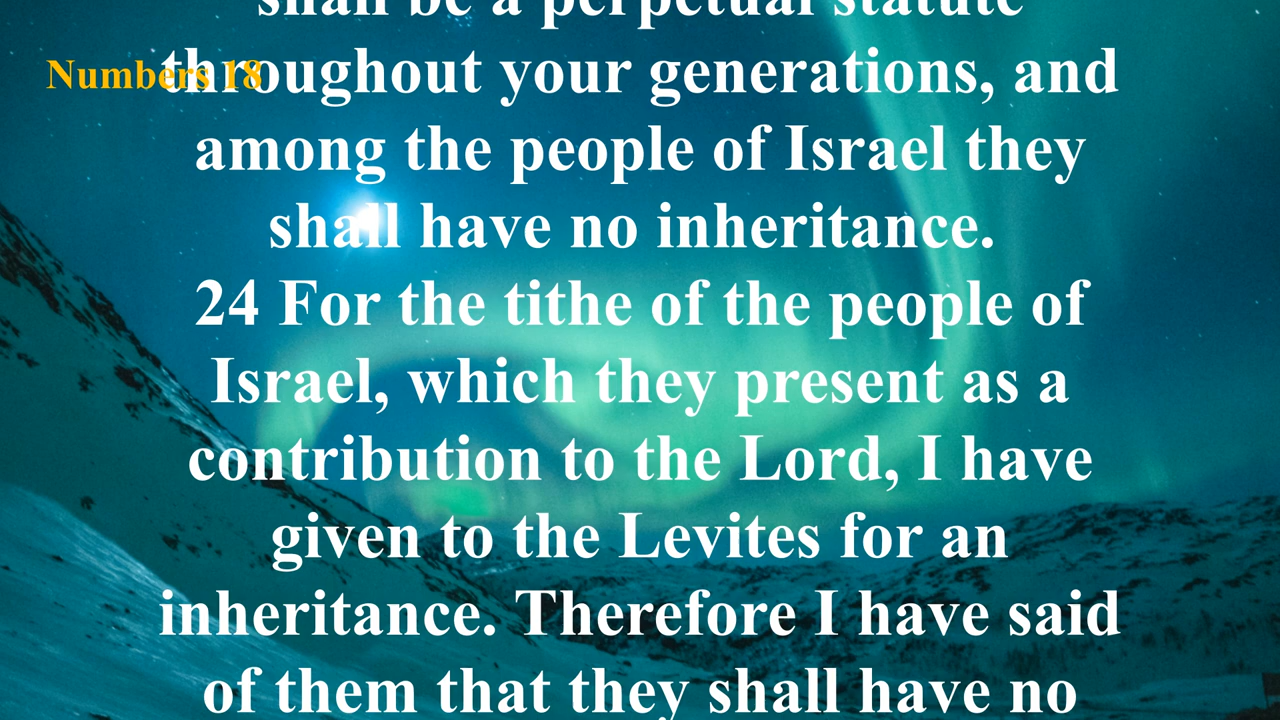 shall be a perpetual statute
Numbers 18
throughout your generations, and
among the people of Israel they
shall have no inheritance.
24 For the tithe of the people of
Israel, which they present as a
contribution to the Lord, I have
given to the Levites for an
inheritance. Therefore I have said
of them that they shall have no